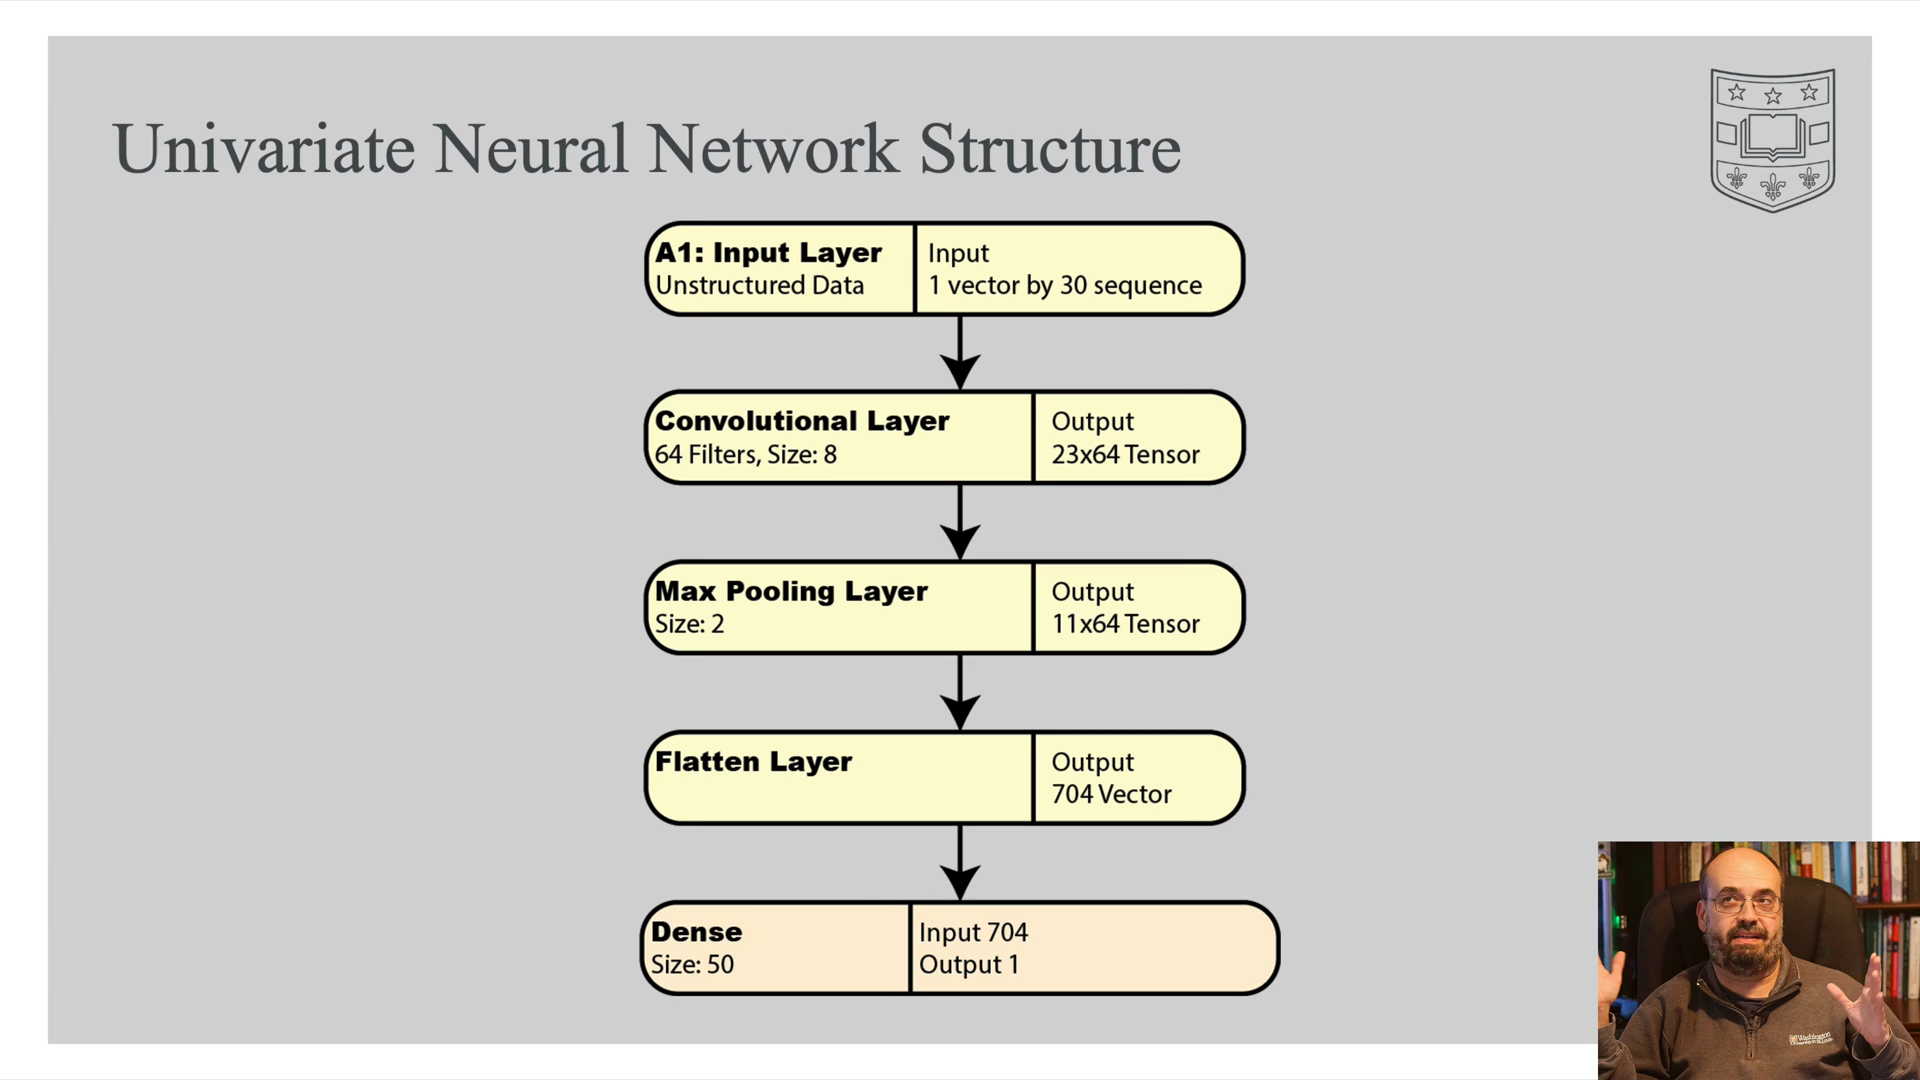 Univariate Neural Network Structure
A1: Input Layer
Unstructured Data
Input
1 vector by 30 sequence
Convolutional Layer
64 Filters, Size: 8
Output
23x64 Tensor
Max Pooling Layer
Size: 2
Output
11x64 Tensor
Flatten Layer
Output
704 Vector
Dense
Size: 50
Input 704
Output 1
Washington